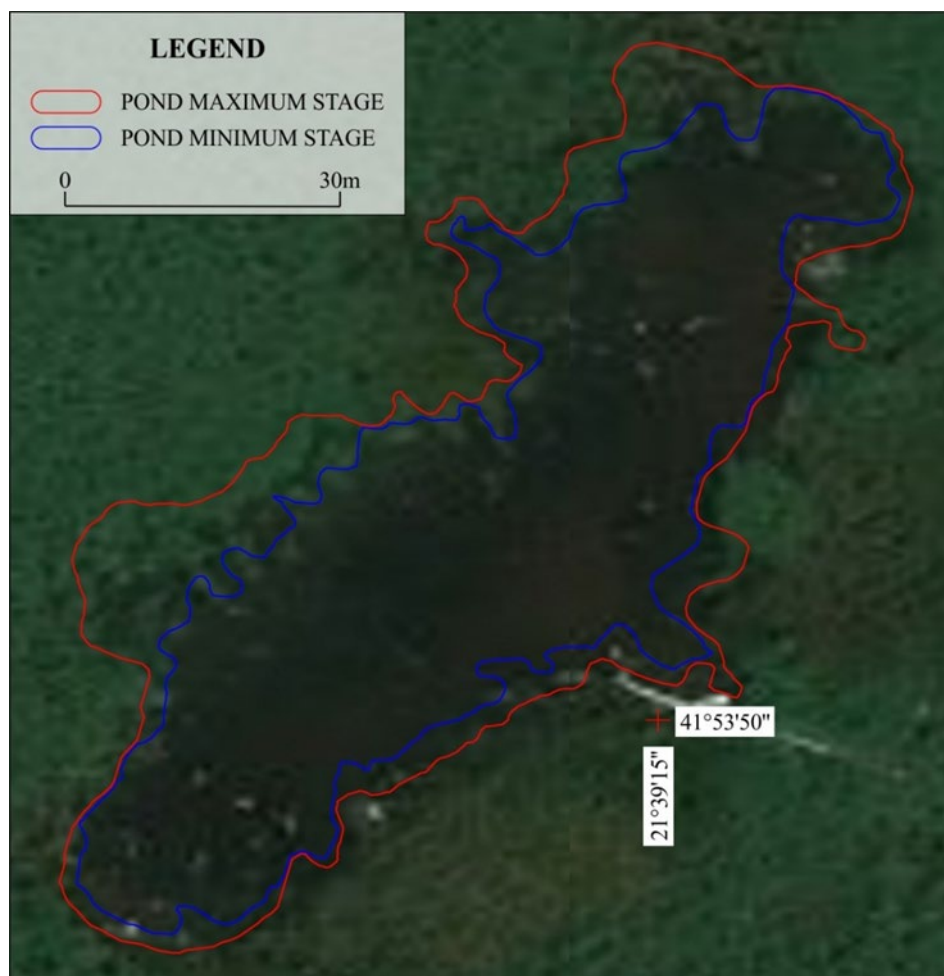 LEGEND
POND MAXIMUM STAGE
POND MINIMUM STAGE
0 30m
41°53'50"
21°39'15"